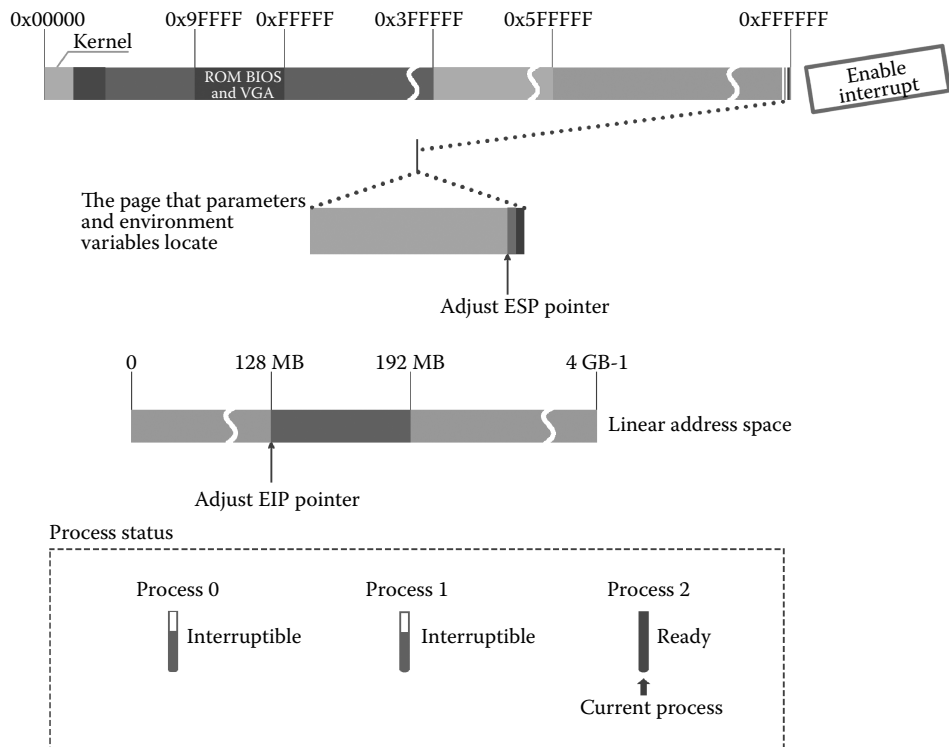 0x00000 0x9FFFF 0xFFFFF 0x3FFFFF 0x5FFFFF 0xFFFFFF
Kernel
ROM BIOS
and VGA
Enable
interrupt
The page that parameters
and environment
variables locate
Adjust ESP pointer
0 128 MB 192 MB 4 GB-1
Linear address space
Adjust EIP pointer
Process status
Process 0 Process 1 Process 2
Interruptible Interruptible Ready
Current process